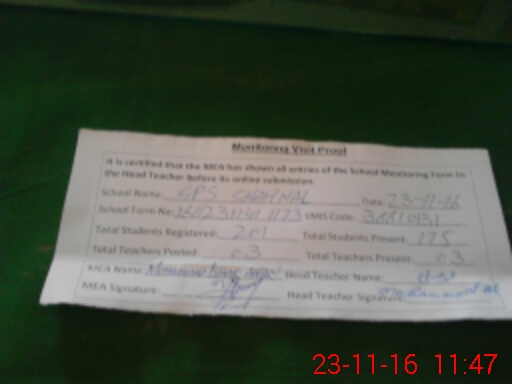 Monitoring Visit Proof
It is certified that the MEA has shown all entries of the School Monitoring Form to
the Head Teacher before its online submission.
School Name: GPS Date: 23-11-16
School Form No: EMIS Code:
Total Students Registered: 201 Total Students Present: 175
Total Teachers Posted: 03 Total Teachers Present: 03
MEA Name: Head Teacher Name:
MEA Signature: Head Teacher Signature
23-11-16 11:47